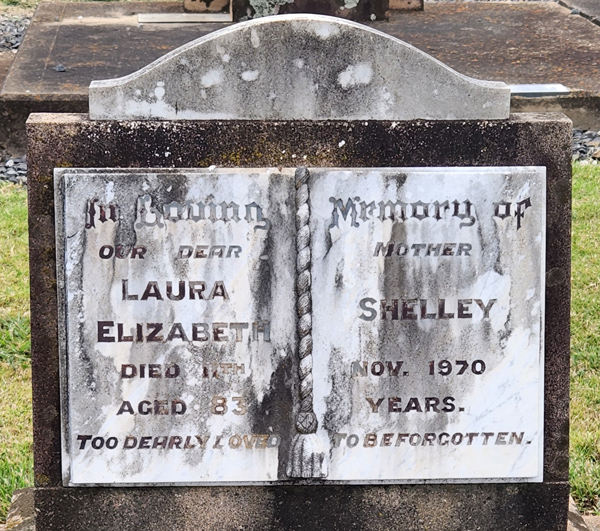 In Loving Memory of
OUR DEAR MOTHER
LAURA
ELIZABETH SHELLEY
DIED 11TH NOV. 1970
AGED 83 YEARS.
TOO DEARLY LOVED TO BE FORGOTTEN.